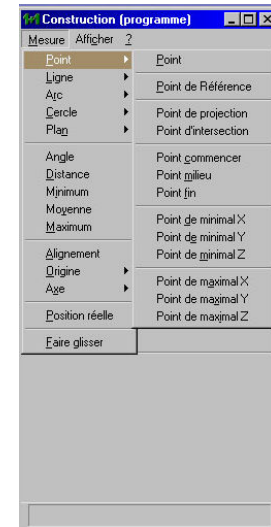 Construction (programme)
Mesure Afficher ?
Point
Ligne
Arc
Cercle
Plan
Angle
Distance
Minimum
Moyenne
Maximum
Alignement
Origine
Axe
Position réelle
Faire glisser
Point
Point de Référence
Point de projection
Point d'intersection
Point commencer
Point milieu
Point fin
Point de minimal X
Point de minimal Y
Point de minimal Z
Point de maximal X
Point de maximal Y
Point de maximal Z